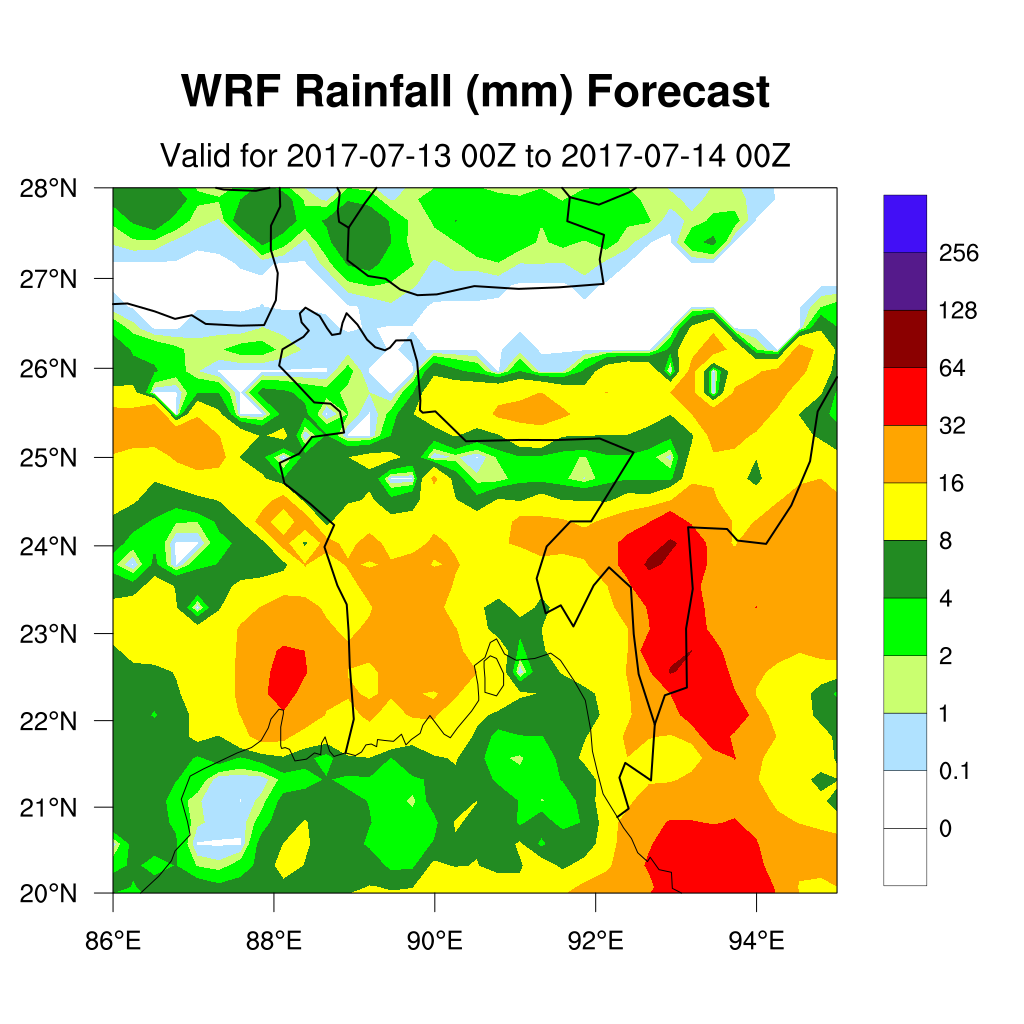 WRF Rainfall (mm) Forecast
Valid for 2017-07-13 00Z to 2017-07-14 00Z
28°N
27°N
26°N
25°N
24°N
23°N
22°N
21°N
20°N
86°E 88°E 90°E 92°E 94°E
256
128
64
32
16
8
4
2
1
0.1
0